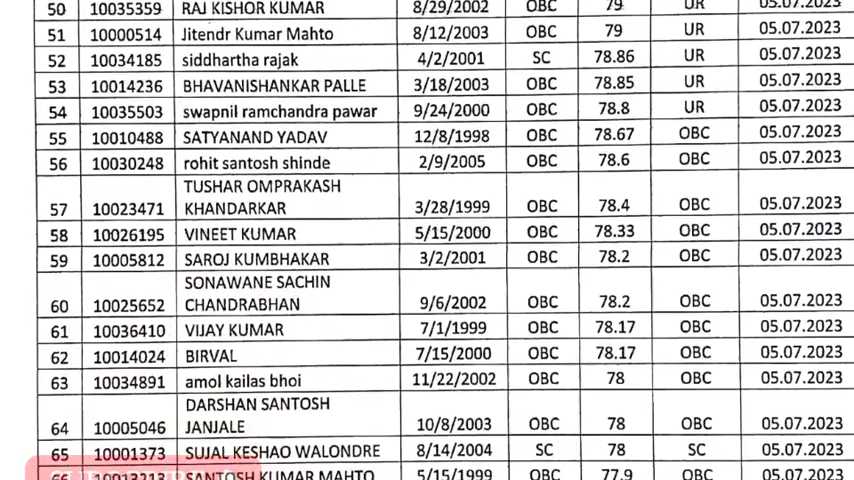 50 10035359 RAJ KISHOR KUMAR 8/29/2002 OBC 79 UR 05.07.2023
51 10000514 Jitendr Kumar Mahto 8/12/2003 OBC 79 UR 05.07.2023
52 10034185 siddhartha rajak 4/2/2001 SC 78.86 UR 05.07.2023
53 10014236 BHAVANISHANKAR PALLE 3/18/2003 OBC 78.85 UR 05.07.2023
54 10035503 swapnil ramchandra pawar 9/24/2000 OBC 78.8 UR 05.07.2023
55 10010488 SATYANAND YADAV 12/8/1998 OBC 78.67 OBC 05.07.2023
56 10030248 rohit santosh shinde 2/9/2005 OBC 78.6 OBC 05.07.2023
TUSHAR OMPRAKASH
57 10023471 KHANDARKAR 3/28/1999 OBC 78.4 OBC 05.07.2023
58 10026195 VINEET KUMAR 5/15/2000 OBC 78.33 OBC 05.07.2023
59 10005812 SAROJ KUMBHAKAR 3/2/2001 OBC 78.2 OBC 05.07.2023
SONAWANE SACHIN
60 10025652 CHANDRABHAN 9/6/2002 OBC 78.2 OBC 05.07.2023
61 10036410 VIJAY KUMAR 7/1/1999 OBC 78.17 OBC 05.07.2023
62 10014024 BIRVAL 7/15/2000 OBC 78.17 OBC 05.07.2023
63 10034891 amol kailas bhoi 11/22/2002 OBC 78 OBC 05.07.2023
DARSHAN SANTOSH
64 10005046 JANJALE 10/8/2003 OBC 78 OBC 05.07.2023
65 10001373 SUJAL KESHAO WALONDRE 8/14/2004 SC 78 SC 05.07.2023
66 10013213 SANTOSH KUMAR MAHTO 5/15/1999 OBC 77.9 OBC 05.07.2023